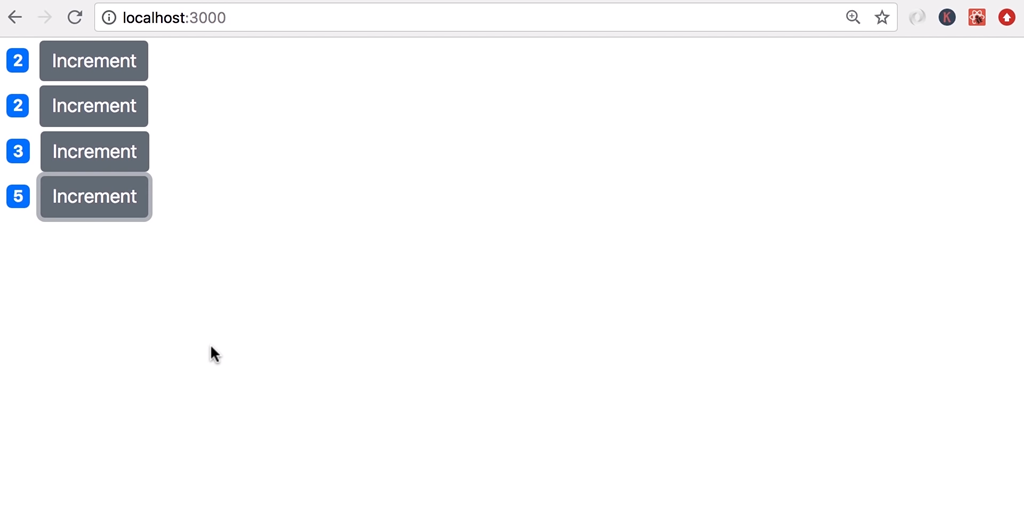 localhost:3000
K
2 Increment
2 Increment
3 Increment
5 Increment